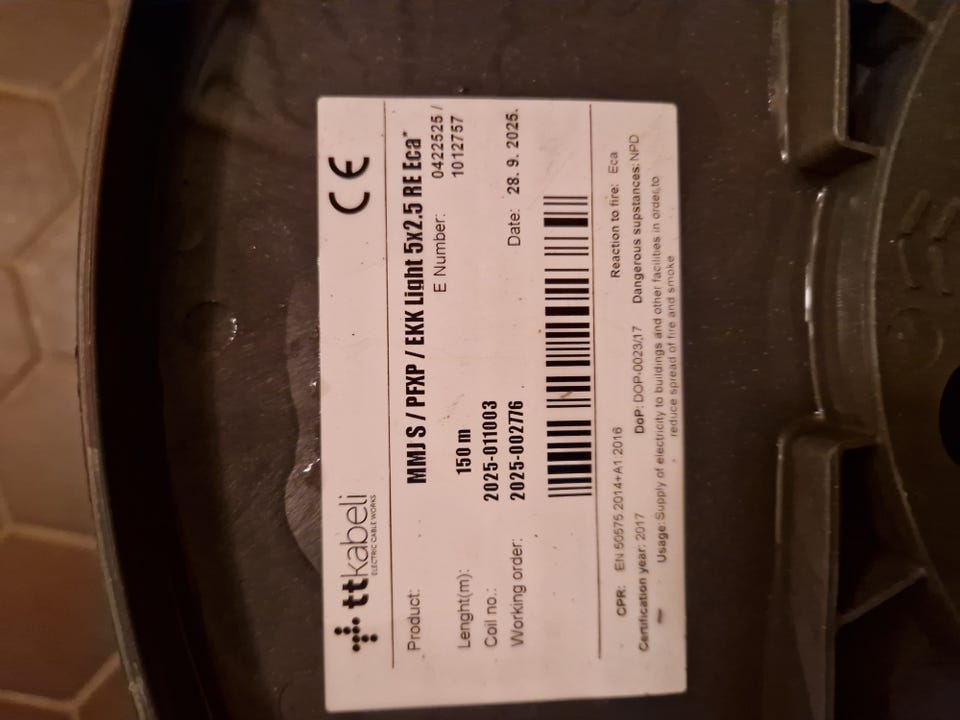 ttkabeli
ELECTRIC CABLE WORKS
CE
Product: MMJ S / PFXP / EKK Light 5x2.5 RE Eca*
E Number: 0422525 /
1012757
Lenght(m): 150 m
Coil no.: 2025-011003
Working order: 2025-002776 Date: 28. 9. 2025.
CPR: EN 50575 2014+A1:2016 Reaction to fire: Eca
Certification year: 2017 DoP: DOP-0023/17 Dangerous supstances: NPD
Usage: Supply of electricity to buildings and other facilities in order to
reduce spread of fire and smoke